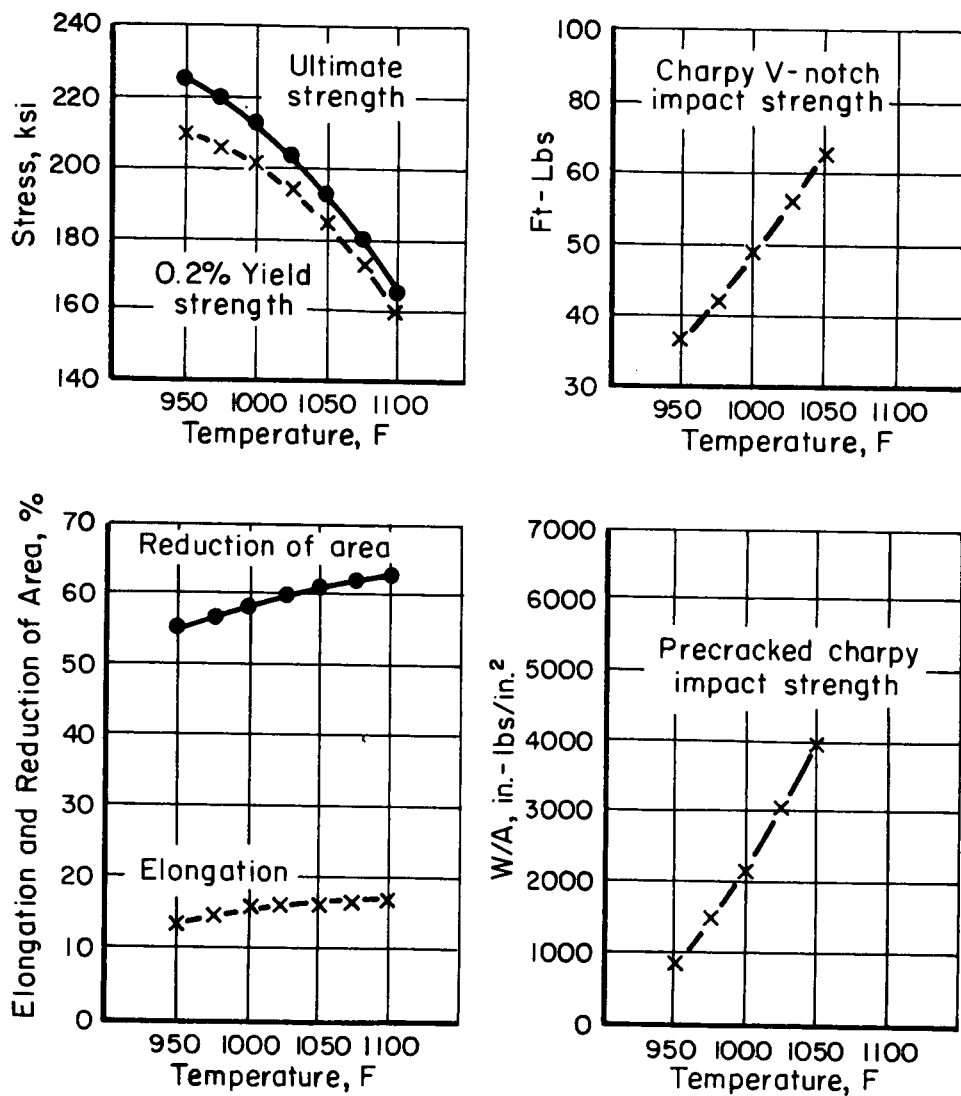 Stress, ksi
240
220
200
180
160
140
Ultimate
strength
0.2% Yield
strength
950 1000 1050 1100
Temperature, F
Ft-Lbs
100
80
60
50
40
30
Charpy V-notch
impact strength
950 1000 1050 1100
Temperature, F
Elongation and Reduction of Area, %
70
60
50
40
30
20
10
0
Reduction of area
Elongation
950 1000 1050 1100
Temperature, F
W/A, in.-lbs/in.²
7000
6000
5000
4000
3000
2000
1000
0
Precracked charpy
impact strength
950 1000 1050 1100
Temperature, F